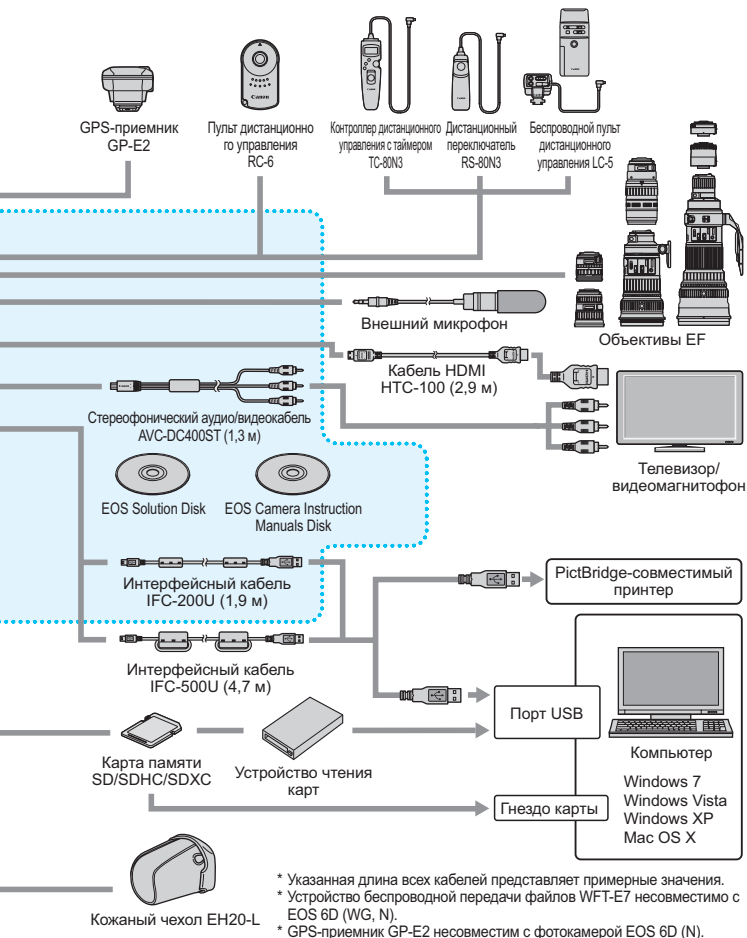 GPS-приемник
GP-E2
Пульт дистанционно
го управления
RC-6
Контроллер дистанционного
управления с таймером
TC-80N3
Дистанционный
переключатель
RS-80N3
Беспроводной пульт
дистанционного
управления LC-5
Canon
Внешний микрофон
Объективы EF
Кабель HDMI
HTC-100 (2,9 м)
Стереофонический аудио/видеокабель
AVC-DC400ST (1,3 м)
Телевизор/
видеомагнитофон
EOS Solution Disk
EOS Camera Instruction
Manuals Disk
Интерфейсный кабель
IFC-200U (1,9 м)
PictBridge-совместимый
принтер
Интерфейсный кабель
IFC-500U (4,7 м)
Порт USB
Компьютер
Windows 7
Windows Vista
Windows XP
Mac OS X
Карта памяти
SD/SDHC/SDXC
Устройство чтения
карт
Гнездо карты
Кожаный чехол EH20-L
* Указанная длина всех кабелей представляет примерные значения.
* Устройство беспроводной передачи файлов WFT-E7 несовместимо с
EOS 6D (WG, N).
* GPS-приемник GP-E2 несовместим с фотокамерой EOS 6D (N).